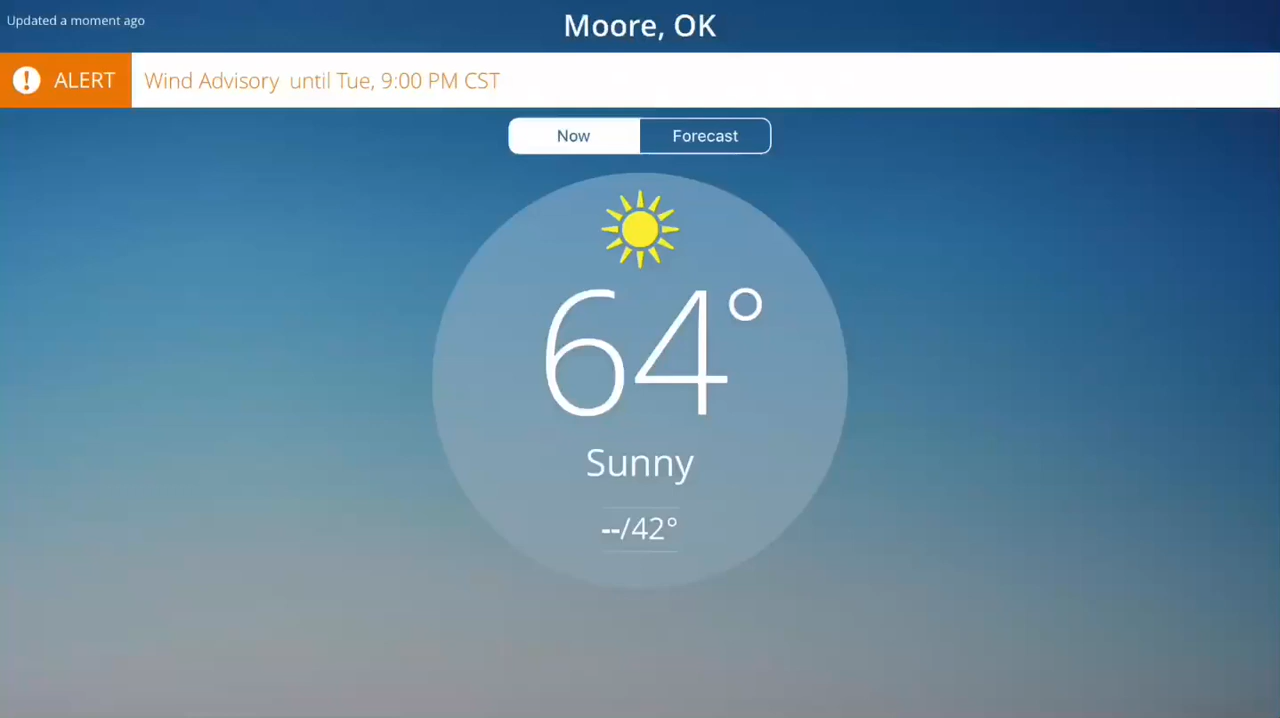 Updated a moment ago
Moore, OK
ALERT
Wind Advisory until Tue, 9:00 PM CST
Now
Forecast
64°
Sunny
--/42°